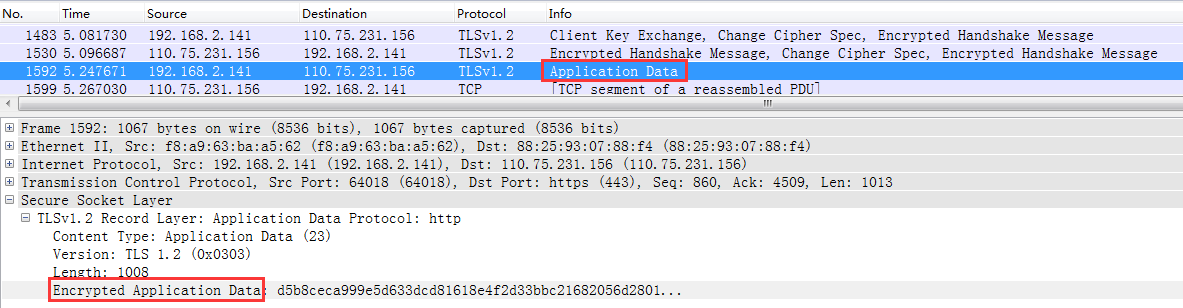 No. Time Source Destination Protocol Info
1483 5.081730 192.168.2.141 110.75.231.156 TLSv1.2 Client Key Exchange, Change Cipher Spec, Encrypted Handshake Message
1530 5.096687 110.75.231.156 192.168.2.141 TLSv1.2 Encrypted Handshake Message, Change Cipher Spec, Encrypted Handshake Message
1592 5.247671 192.168.2.141 110.75.231.156 TLSv1.2 Application Data
1599 5.267030 110.75.231.156 192.168.2.141 TCP [TCP segment of a reassembled PDU]
Frame 1592: 1067 bytes on wire (8536 bits), 1067 bytes captured (8536 bits)
Ethernet II, Src: f8:a9:63:ba:a5:62 (f8:a9:63:ba:a5:62), Dst: 88:25:93:07:88:f4 (88:25:93:07:88:f4)
Internet Protocol, Src: 192.168.2.141 (192.168.2.141), Dst: 110.75.231.156 (110.75.231.156)
Transmission Control Protocol, Src Port: 64018 (64018), Dst Port: https (443), Seq: 860, Ack: 4509, Len: 1013
Secure Socket Layer
TLSv1.2 Record Layer: Application Data Protocol: http
Content Type: Application Data (23)
Version: TLS 1.2 (0x0303)
Length: 1008
Encrypted Application Data: d5b8ceca999e5d633dcd81618e4f2d33bbc21682056d2801...